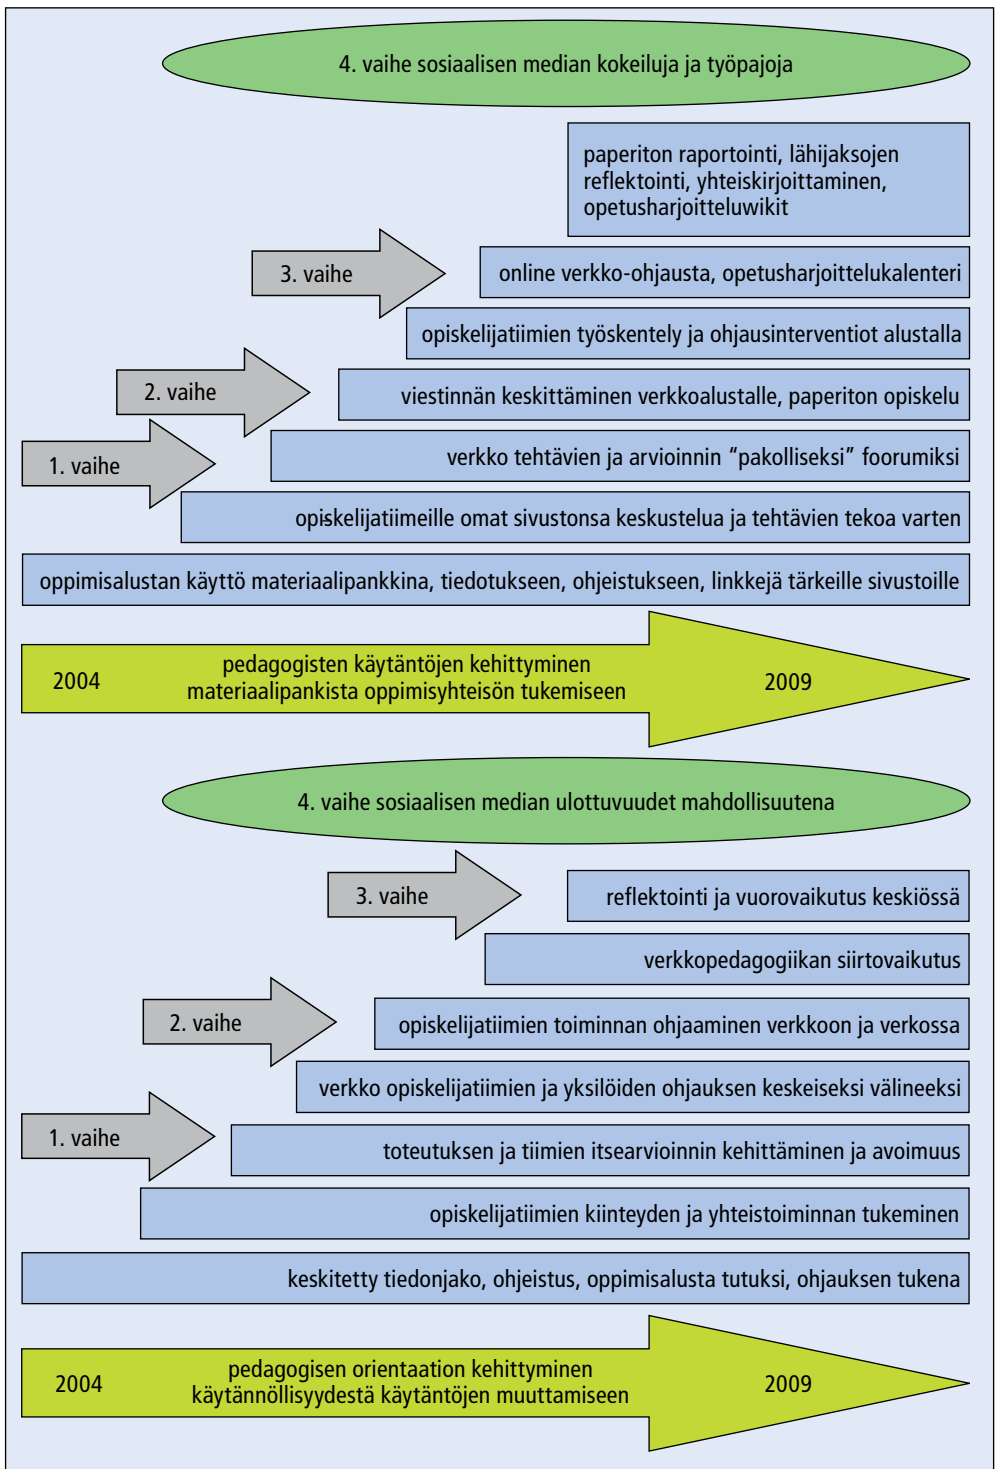 4. vaihe sosiaalisen median kokeiluja ja työpajoja
paperiton raportointi, lähijaksojen
reflektointi, yhteiskirjoittaminen,
opetusharjoitteluwikit
3. vaihe
online verkko-ohjausta, opetusharjoittelukalenteri
opiskelijatiimien työskentely ja ohjausinterventiot alustalla
2. vaihe
viestinnän keskittäminen verkkoalustalle, paperiton opiskelu
1. vaihe
verkko tehtävien ja arvioinnin “pakolliseksi” foorumiksi
opiskelijatiimeille omat sivustonsa keskustelua ja tehtävien tekoa varten
oppimisalustan käyttö materiaalipankkina, tiedotukseen, ohjeistukseen, linkkejä tärkeille sivustoille
2004
pedagogisten käytäntöjen kehittyminen
materiaalipankista oppimisyhteisön tukemiseen
2009
4. vaihe sosiaalisen median ulottuvuudet mahdollisuutena
3. vaihe
reflektointi ja vuorovaikutus keskiössä
verkkopedagogiikan siirtovaikutus
2. vaihe
opiskelijatiimien toiminnan ohjaaminen verkkoon ja verkossa
verkko opiskelijatiimien ja yksilöiden ohjauksen keskeiseksi välineeksi
1. vaihe
toteutuksen ja tiimien itsearvioinnin kehittäminen ja avoimuus
opiskelijatiimien kiinteyden ja yhteistoiminnan tukeminen
keskitetty tiedonjako, ohjeistus, oppimisalusta tutuksi, ohjauksen tukena
2004
pedagogisen orientaation kehittyminen
käytännöllisyydestä käytäntöjen muuttamiseen
2009